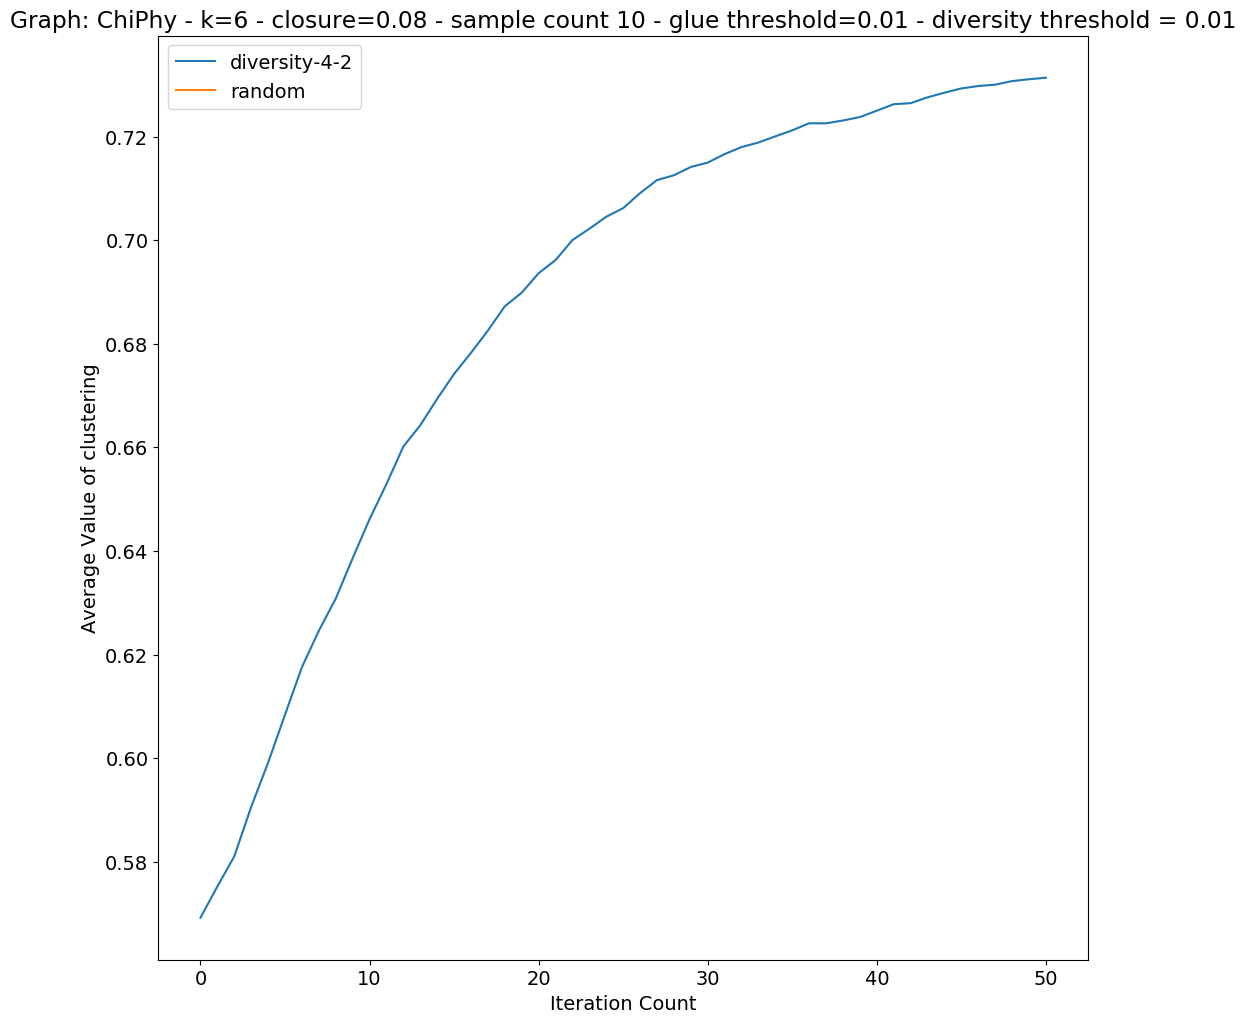 Graph: ChiPhy - k=6 - closure=0.08 - sample count 10 - glue threshold=0.01 - diversity threshold = 0.01
diversity-4-2
random
0.72
0.70
0.68
0.66
0.64
0.62
0.60
0.58
Average Value of clustering
0 10 20 30 40 50
Iteration Count